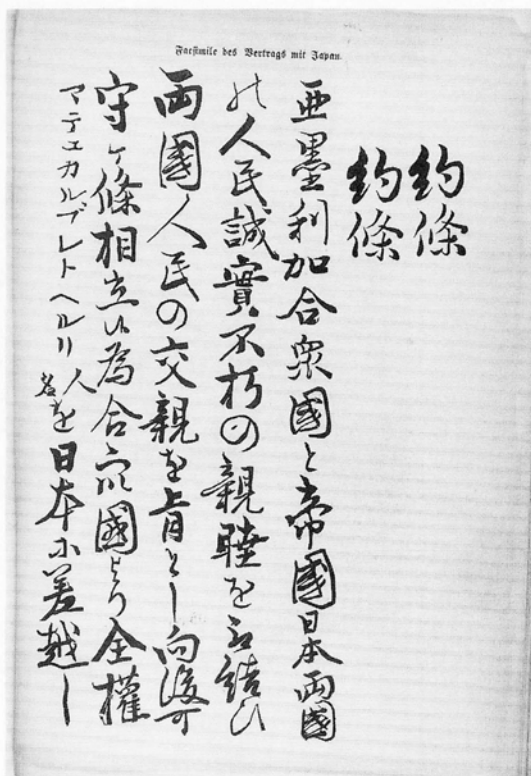 Facsimile des Vertrags mit Japan.
約條
約條
亜墨利加合衆國と帝國日本両國
の人民誠實不朽の親睦を取結ひ
両國人民の交親を旨とし向後可
守ケ條相立候為合衆國より全權
マテユカルブレトヘルリ人名を日本に差越し